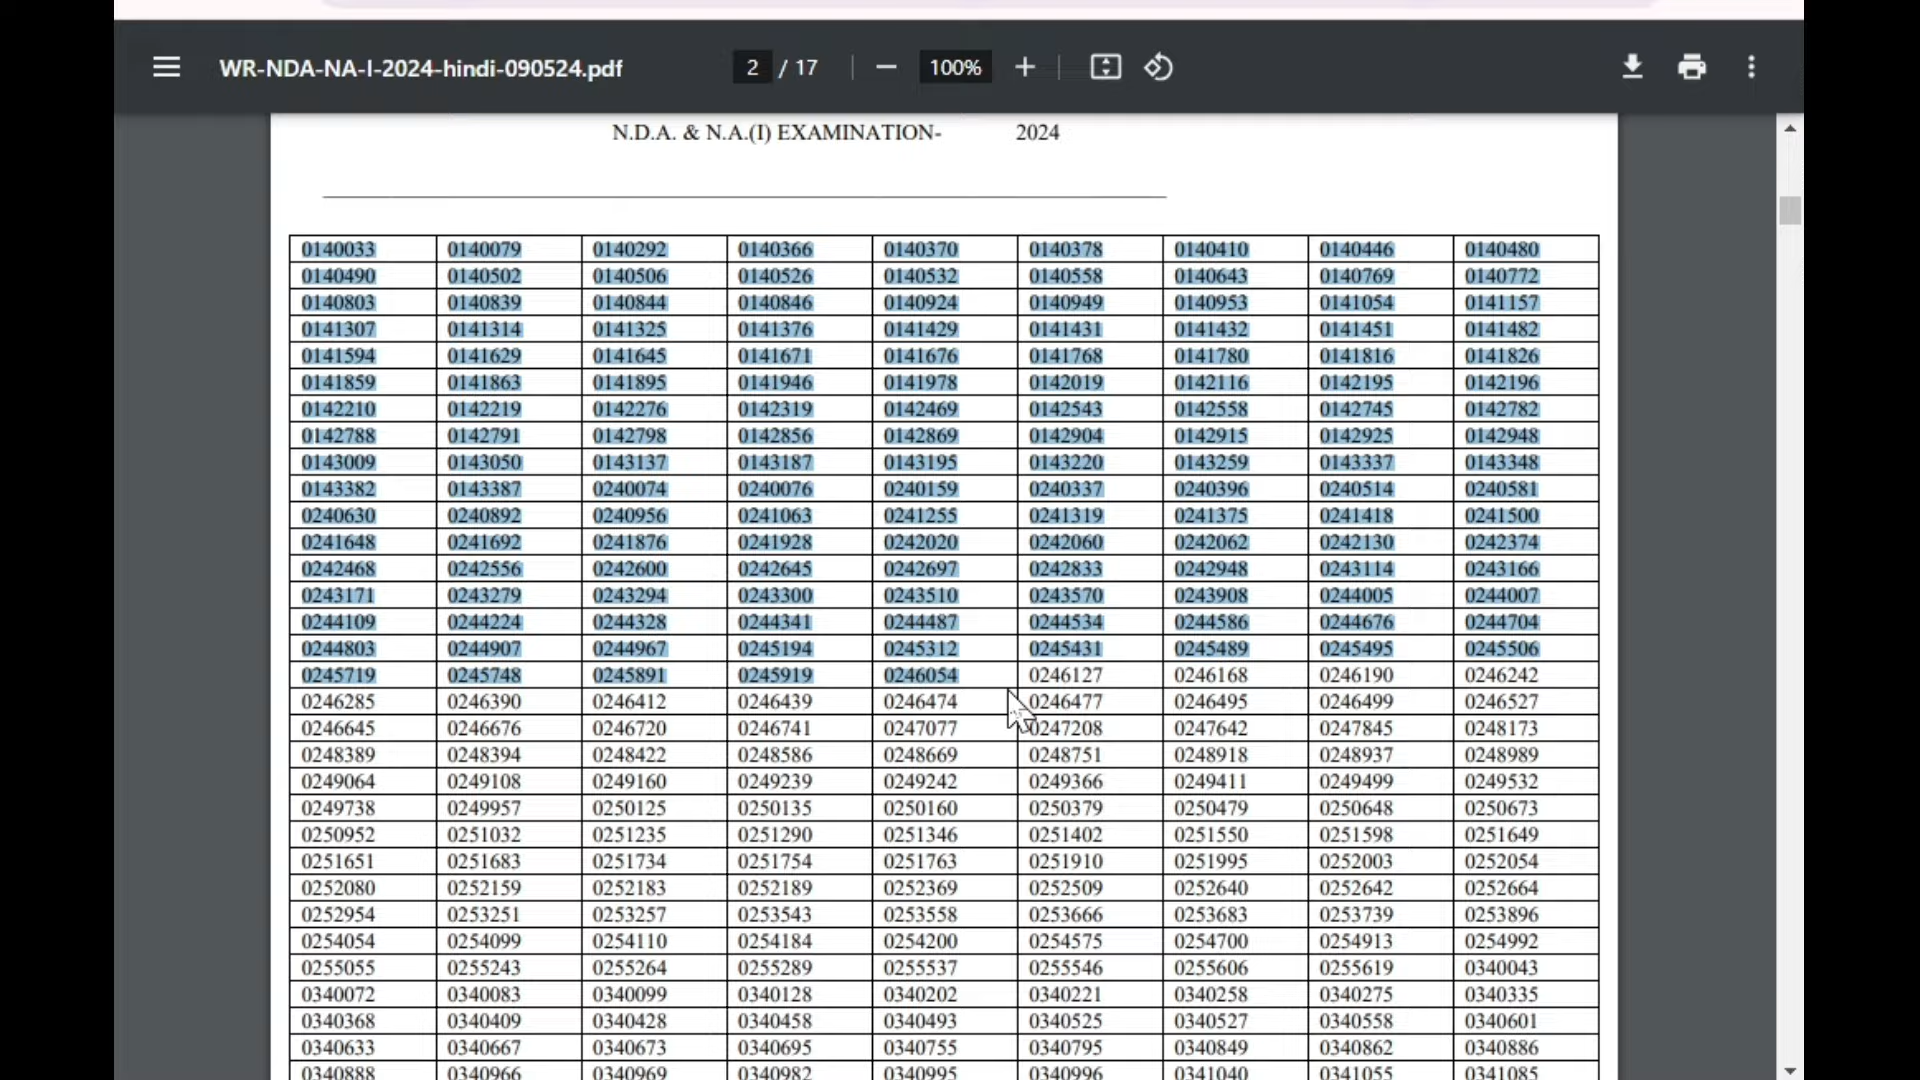 WR-NDA-NA-I-2024-hindi-090524.pdf 2 / 17 100%
N.D.A. & N.A.(I) EXAMINATION- 2024
0140033 0140079 0140292 0140366 0140370 0140378 0140410 0140446 0140480
0140490 0140502 0140506 0140526 0140532 0140558 0140643 0140769 0140772
0140803 0140839 0140844 0140846 0140924 0140949 0140953 0141054 0141157
0141307 0141314 0141325 0141376 0141429 0141431 0141432 0141451 0141482
0141594 0141629 0141645 0141671 0141676 0141768 0141780 0141816 0141826
0141859 0141863 0141895 0141946 0141978 0142019 0142116 0142195 0142196
0142210 0142219 0142276 0142319 0142469 0142543 0142558 0142745 0142782
0142788 0142791 0142798 0142856 0142869 0142904 0142915 0142925 0142948
0143009 0143050 0143137 0143187 0143195 0143220 0143259 0143337 0143348
0143382 0143387 0240074 0240076 0240159 0240337 0240396 0240514 0240581
0240630 0240892 0240956 0241063 0241255 0241319 0241375 0241418 0241500
0241648 0241692 0241876 0241928 0242020 0242060 0242062 0242130 0242374
0242468 0242556 0242600 0242645 0242697 0242833 0242948 0243114 0243166
0243171 0243279 0243294 0243300 0243510 0243570 0243908 0244005 0244007
0244109 0244224 0244328 0244341 0244487 0244534 0244586 0244676 0244704
0244803 0244907 0244967 0245194 0245312 0245431 0245489 0245495 0245506
0245719 0245748 0245891 0245919 0246054 0246127 0246168 0246190 0246242
0246285 0246390 0246412 0246439 0246474 0246477 0246495 0246499 0246527
0246645 0246676 0246720 0246741 0247077 0247208 0247642 0247845 0248173
0248389 0248394 0248422 0248586 0248669 0248751 0248918 0248937 0248989
0249064 0249108 0249160 0249239 0249242 0249366 0249411 0249499 0249532
0249738 0249957 0250125 0250135 0250160 0250379 0250479 0250648 0250673
0250952 0251032 0251235 0251290 0251346 0251402 0251550 0251598 0251649
0251651 0251683 0251734 0251754 0251763 0251910 0251995 0252003 0252054
0252080 0252159 0252183 0252189 0252369 0252509 0252640 0252642 0252664
0252954 0253251 0253257 0253543 0253558 0253666 0253683 0253739 0253896
0254054 0254099 0254110 0254184 0254200 0254575 0254700 0254913 0254992
0255055 0255243 0255264 0255289 0255537 0255546 0255606 0255619 0340043
0340072 0340083 0340099 0340128 0340202 0340221 0340258 0340275 0340335
0340368 0340409 0340428 0340458 0340493 0340525 0340527 0340558 0340601
0340633 0340667 0340673 0340695 0340755 0340795 0340849 0340862 0340886
0340888 0340966 0340969 0340982 0340995 0340996 0341040 0341055 0341085